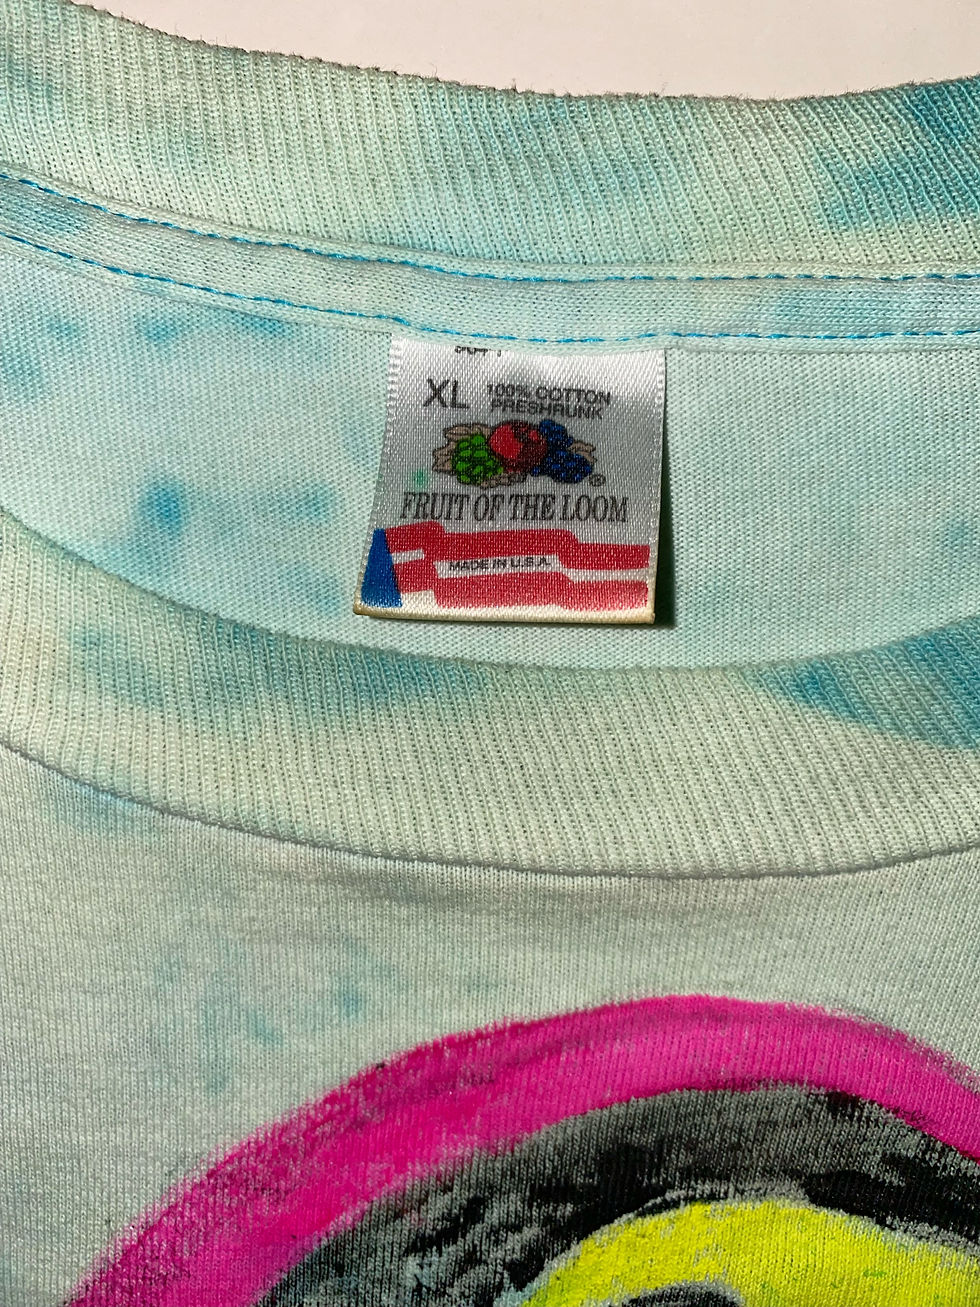 XL
100% COTTON
PRESHRUNK
®
FRUIT OF THE LOOM
MADE IN U.S.A.